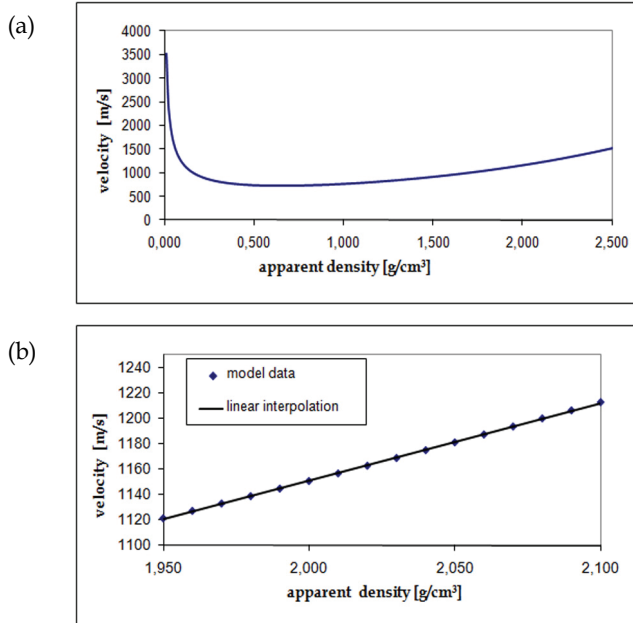 (a)
4000
3500
3000
2500
2000
1500
1000
500
0
velocity [m/s]
0,000 0,500 1,000 1,500 2,000 2,500
apparent density [g/cm³]
(b)
1240
1220
1200
1180
1160
1140
1120
1100
velocity [m/s]
model data
linear interpolation
1,950 2,000 2,050 2,100
apparent density [g/cm³]